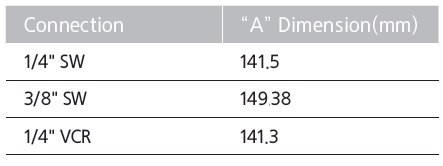 Connection “A” Dimension(mm)
1/4" SW 141.5
3/8" SW 149.38
1/4" VCR 141.3